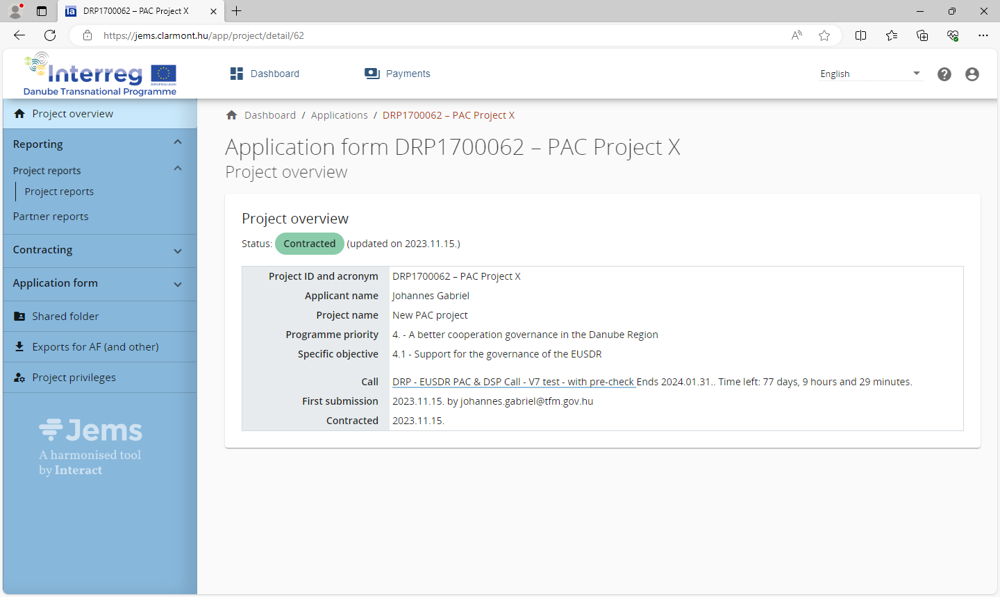 DRP1700062 – PAC Project X
https://jems.clarmont.hu/app/project/detail/62
Interreg
EUROPEAN UNION
Danube Transnational Programme
Dashboard
Payments
English
Project overview
Reporting
Project reports
Project reports
Partner reports
Contracting
Application form
Shared folder
Exports for AF (and other)
Project privileges
Jems
A harmonised tool
by Interact
Dashboard / Applications / DRP1700062 – PAC Project X
Application form DRP1700062 – PAC Project X
Project overview
Project overview
Status: Contracted (updated on 2023.11.15.)
Project ID and acronym DRP1700062 – PAC Project X
Applicant name Johannes Gabriel
Project name New PAC project
Programme priority 4. - A better cooperation governance in the Danube Region
Specific objective 4.1 - Support for the governance of the EUSDR
Call DRP - EUSDR PAC & DSP Call - V7 test - with pre-check Ends 2024.01.31.. Time left: 77 days, 9 hours and 29 minutes.
First submission 2023.11.15. by johannes.gabriel@tfm.gov.hu
Contracted 2023.11.15.